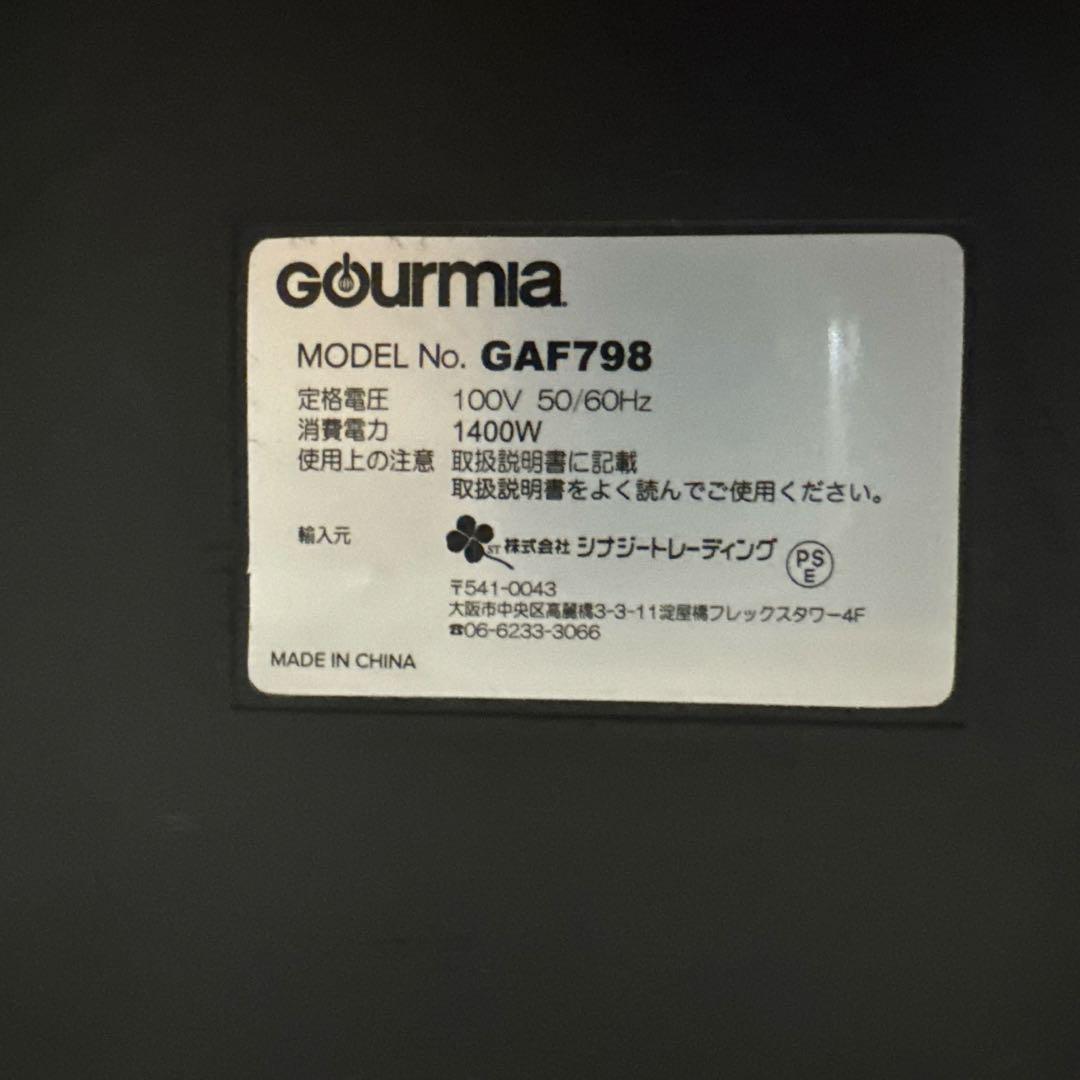 Gourmia
MODEL No. GAF798
定格電圧 100V 50/60Hz
消費電力 1400W
使用上の注意 取扱説明書に記載
取扱説明書をよく読んでご使用ください。
輸入元 ST 株式会社 シナジートレーディング PSE
〒541-0043
大阪市中央区高麗橋3-3-11淀屋橋フレックスタワー4F
☎06-6233-3066
MADE IN CHINA